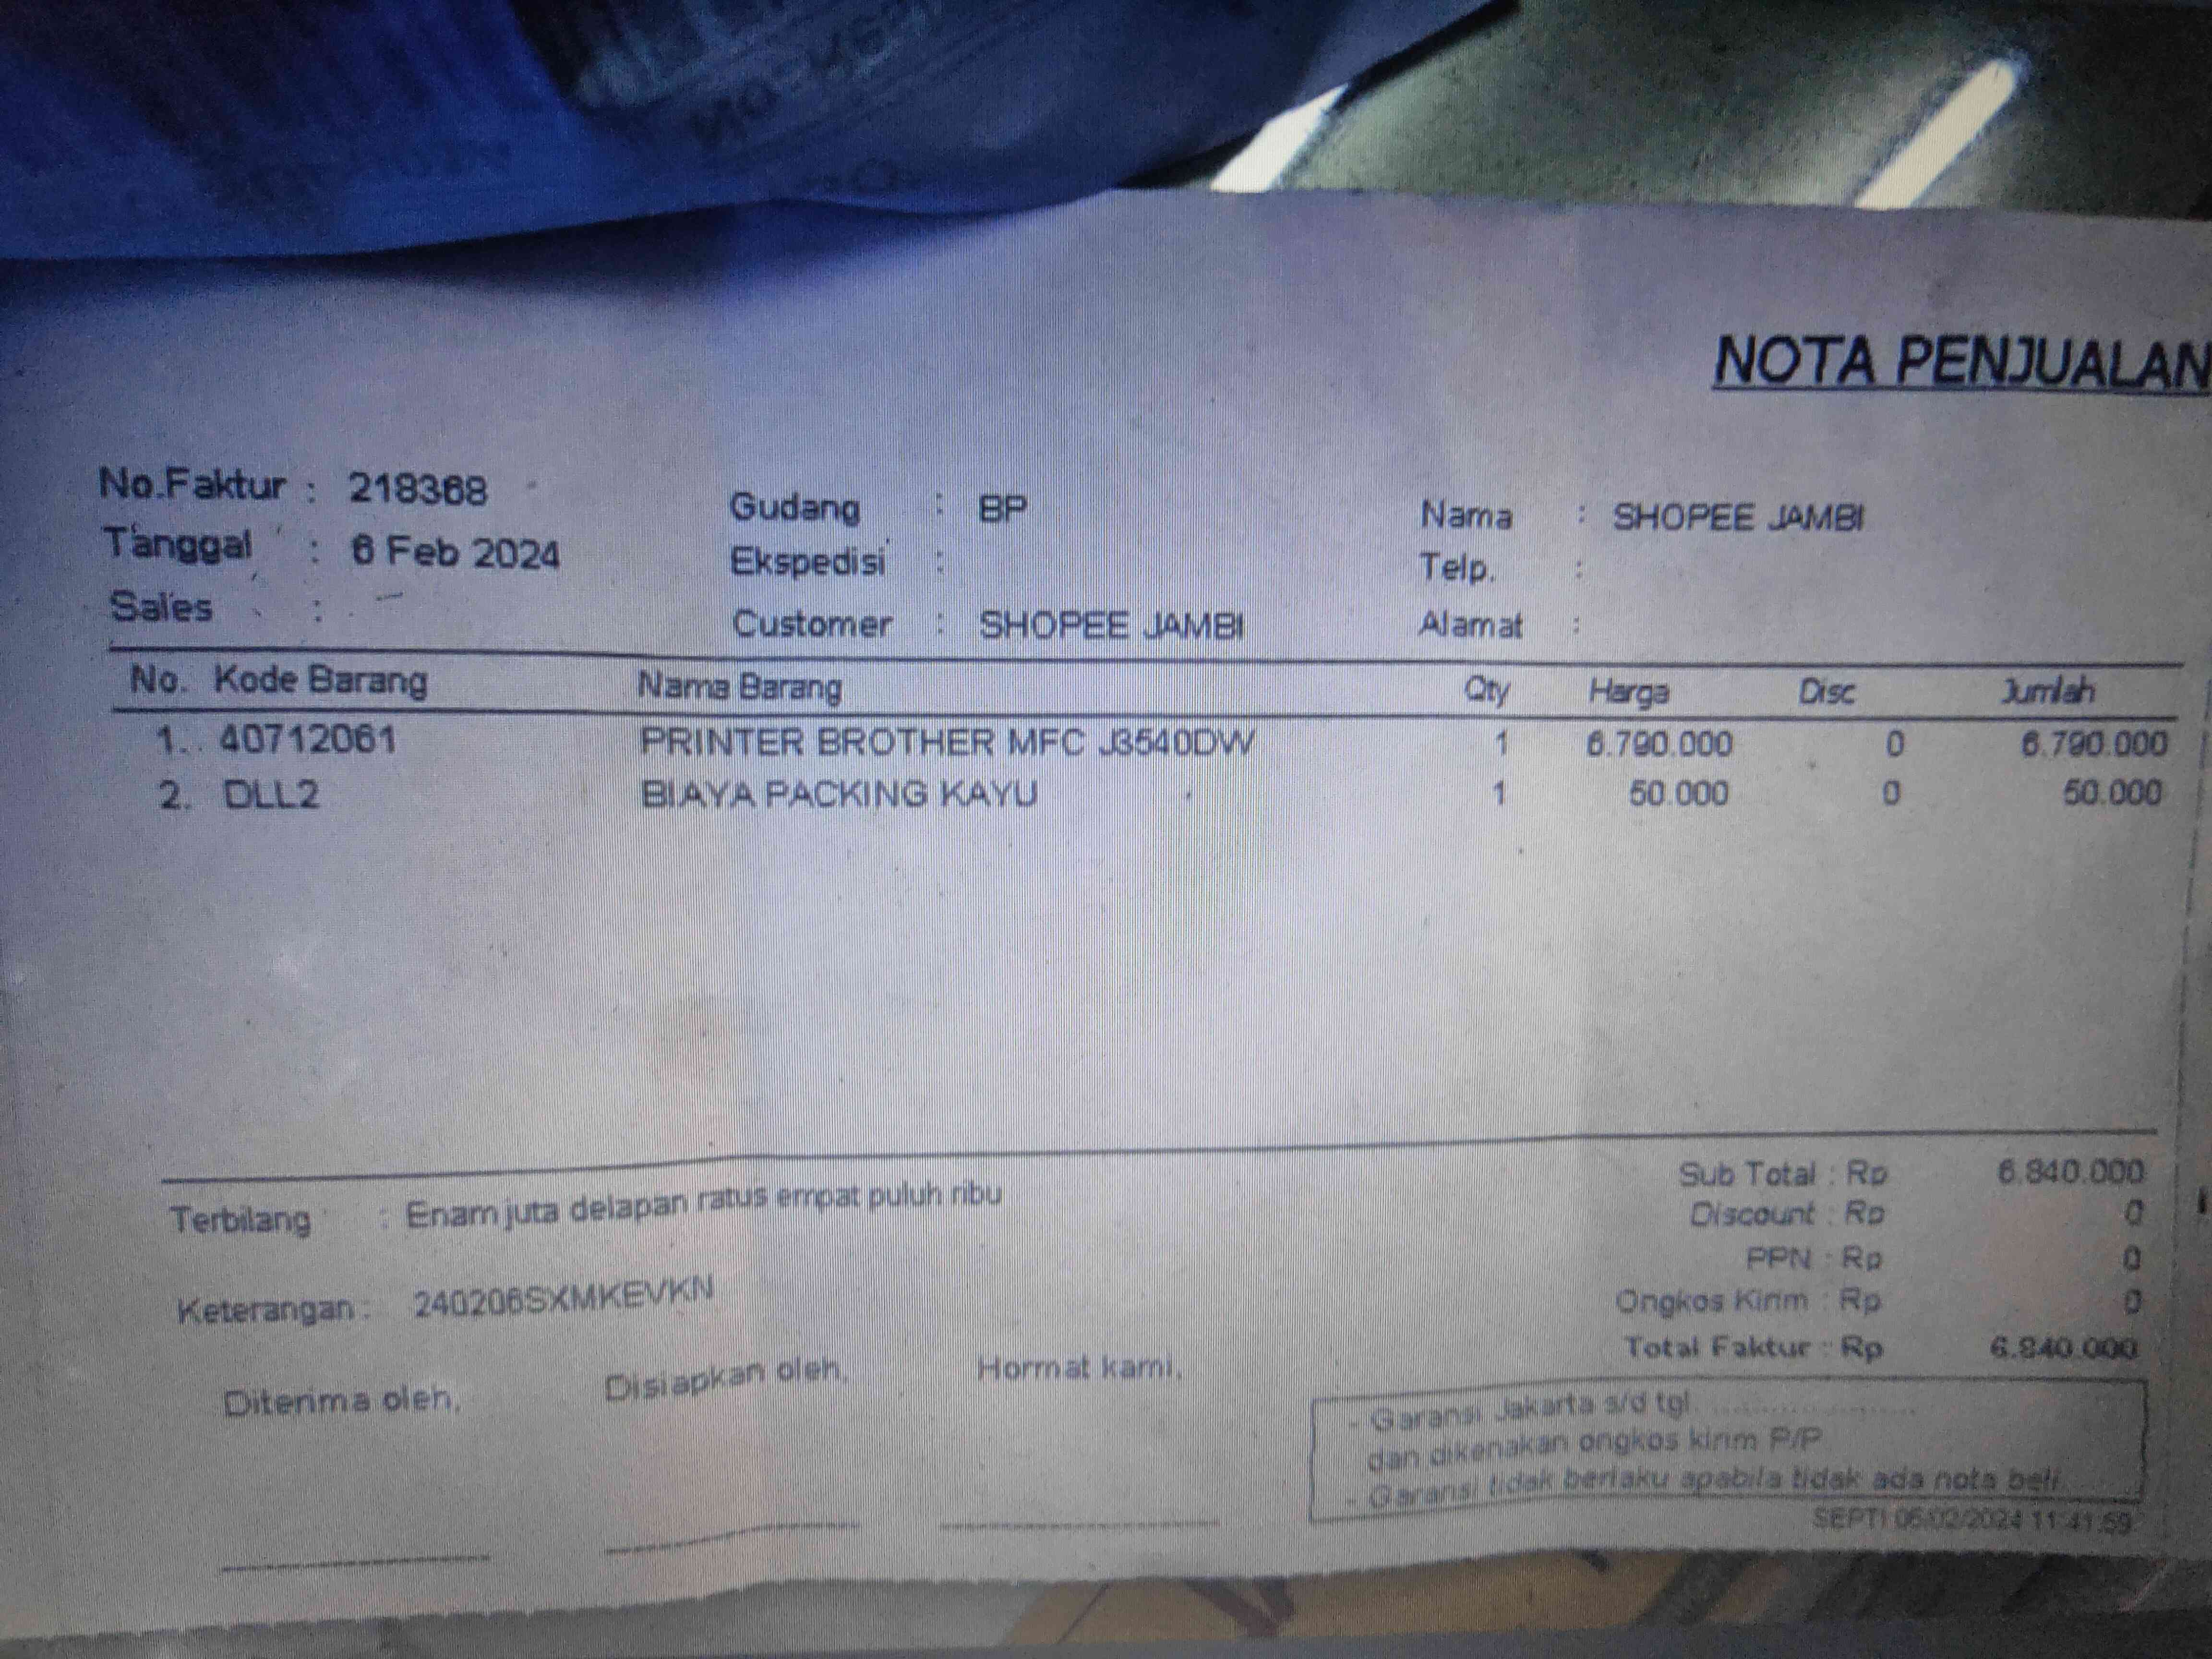 NOTA PENJUALAN
No.Faktur : 218368
Tanggal : 6 Feb 2024
Sales :
Gudang : BP
Ekspedisi :
Customer : SHOPEE JAMBI
Nama : SHOPEE JAMBI
Telp. :
Alamat :
No. Kode Barang Nama Barang Qty Harga Disc Jumlah
1. 40712061 PRINTER BROTHER MFC J3540DW 1 6.790.000 0 6.790.000
2. DLL2 BIAYA PACKING KAYU 1 50.000 0 50.000
Terbilang : Enam juta delapan ratus empat puluh ribu
Keterangan : 240206SXMKEVKN
Sub Total : Rp 6.840.000
Discount : Rp 0
PPN : Rp 0
Ongkos Kirim : Rp 0
Total Faktur : Rp 6.840.000
Diterima oleh,
Disiapkan oleh,
Hormat kami,
- Garansi Jakarta s/d tgl. ......................
dan dikenakan ongkos kirim P/P
- Garansi tidak berlaku apabila tidak ada nota beli
SEPTI 06/02/2024 11:41:59